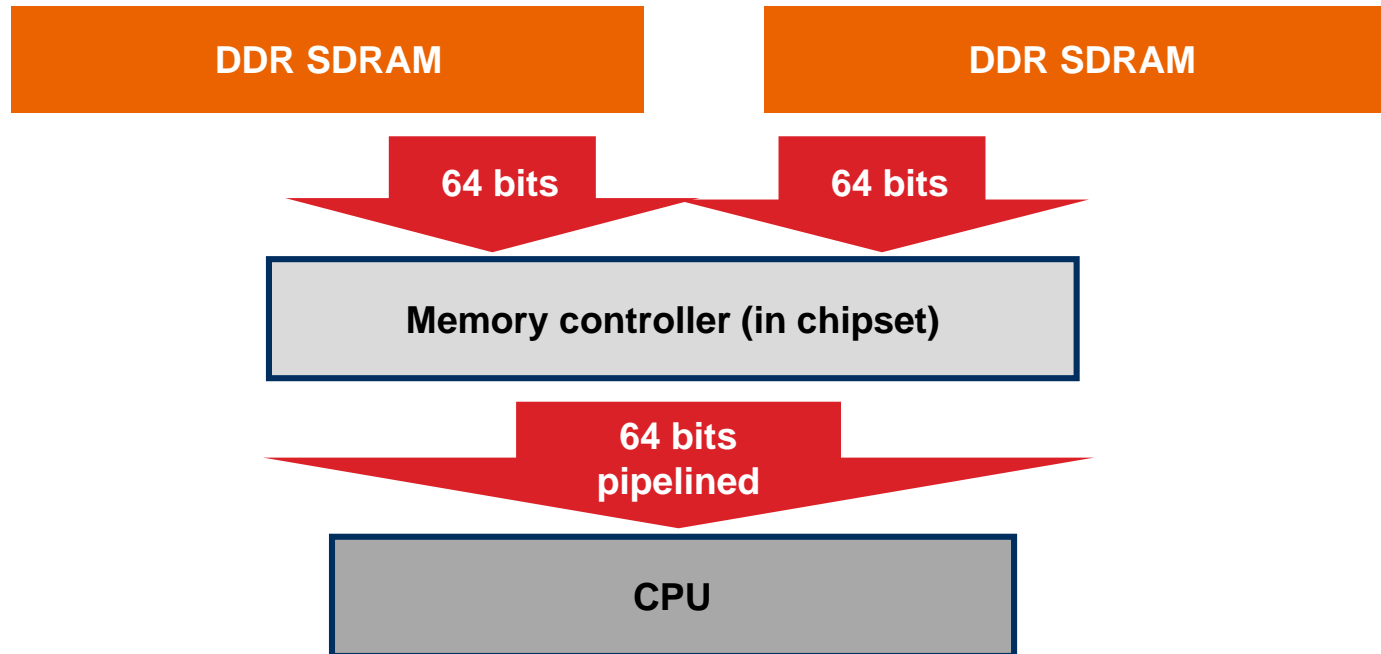 DDR SDRAM
DDR SDRAM
64 bits
64 bits
Memory controller (in chipset)
64 bits
pipelined
CPU